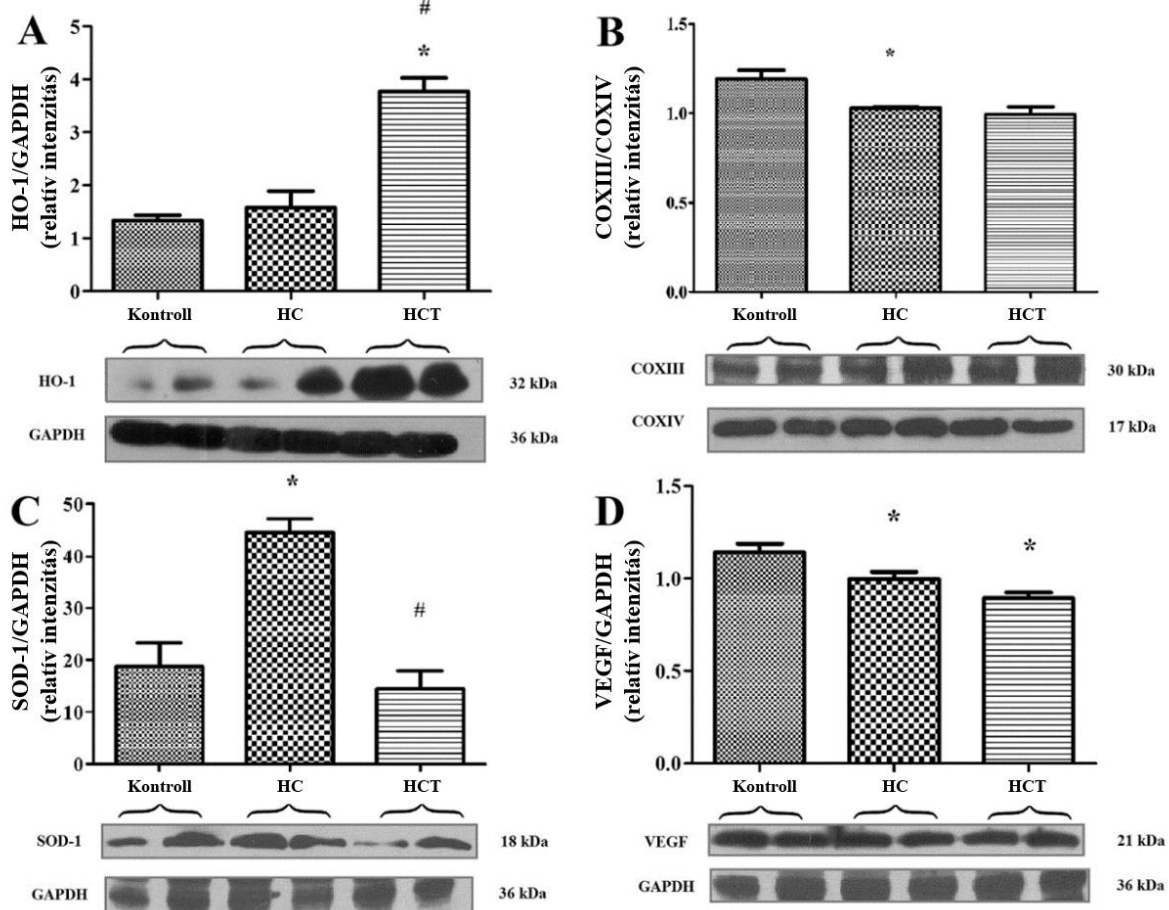 A
HO-1/GAPDH
(relatív intenzitás)
5
4
3
2
1
0
#
*
Kontroll HC HCT
HO-1 32 kDa
GAPDH 36 kDa
B
COXIII/COXIV
(relatív intenzitás)
1.5
1.0
0.5
0.0
*
Kontroll HC HCT
COXIII 30 kDa
COXIV 17 kDa
C
SOD-1/GAPDH
(relatív intenzitás)
50
40
30
20
10
0
*
#
Kontroll HC HCT
SOD-1 18 kDa
GAPDH 36 kDa
D
VEGF/GAPDH
(relatív intenzitás)
1.5
1.0
0.5
0.0
*
*
Kontroll HC HCT
VEGF 21 kDa
GAPDH 36 kDa